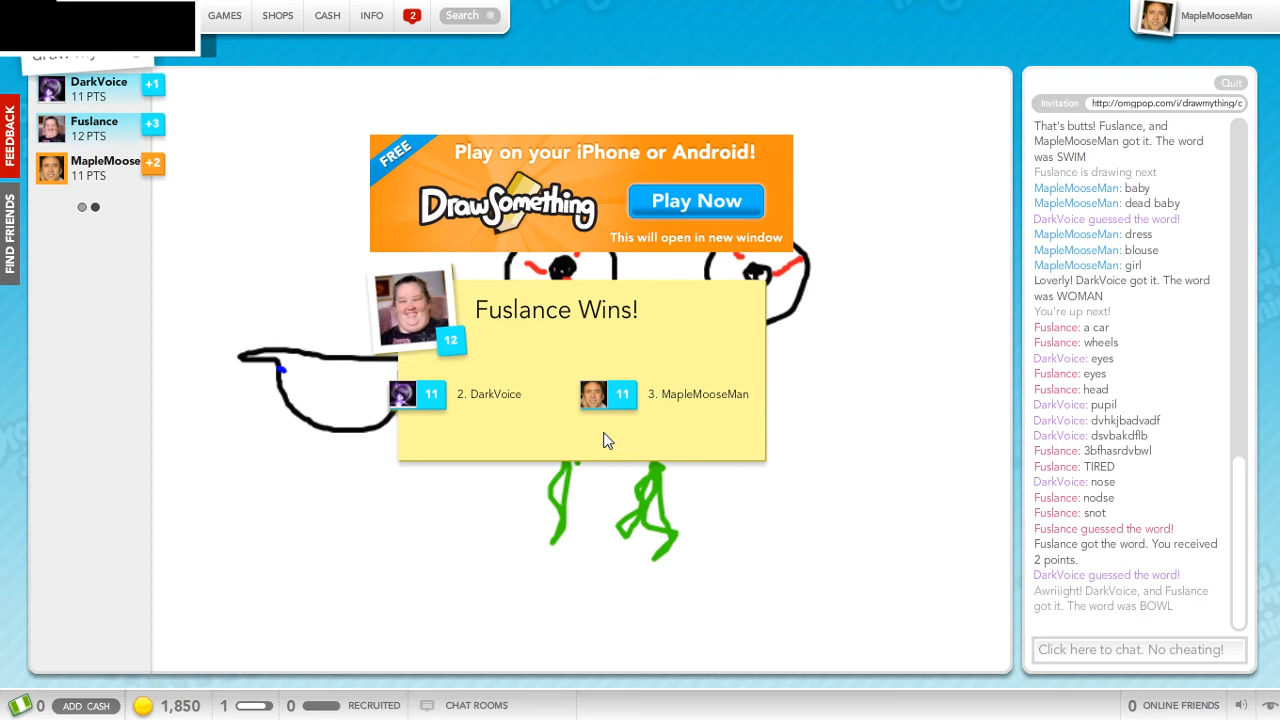 GAMES
SHOPS
CASH
INFO
2
Search
MapleMooseMan
FEEDBACK
FIND FRIENDS
DarkVoice
11 PTS
+1
Fuslance
12 PTS
+3
MapleMoose
11 PTS
+2
FREE
Play on your iPhone or Android!
DrawSomething
Play Now
This will open in new window
Fuslance Wins!
12
11
2. DarkVoice
11
3. MapleMooseMan
Quit
Invitation
http://omgpop.com/i/drawmything/c
That's butts! Fuslance, and
MapleMooseMan got it. The word
was SWIM
Fuslance is drawing next
MapleMooseMan: baby
MapleMooseMan: dead baby
DarkVoice guessed the word!
MapleMooseMan: dress
MapleMooseMan: blouse
MapleMooseMan: girl
Loverly! DarkVoice got it. The word
was WOMAN
You're up next!
Fuslance: a car
Fuslance: wheels
DarkVoice: eyes
Fuslance: eyes
Fuslance: head
DarkVoice: pupil
DarkVoice: dvhkjbadvadf
DarkVoice: dsvbakdflb
Fuslance: 3bfhasrdvbwl
Fuslance: TIRED
DarkVoice: nose
Fuslance: nodse
Fuslance: snot
Fuslance guessed the word!
Fuslance got the word. You received
2 points.
DarkVoice guessed the word!
Awriiight! DarkVoice, and Fuslance
got it. The word was BOWL
Click here to chat. No cheating!
0
ADD CASH
1,850
1
0
RECRUITED
CHAT ROOMS
0 ONLINE FRIENDS